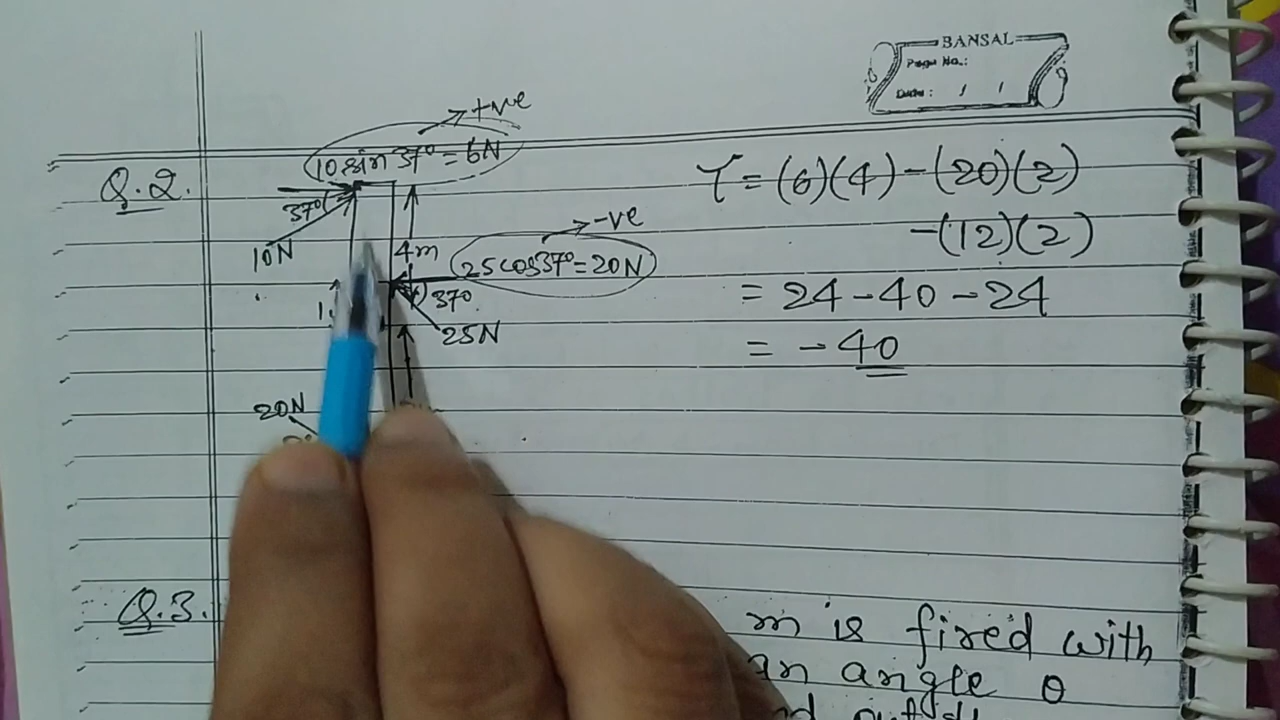 BANSAL
Page No.:
Date: / /
+ve
10 sin 37° = 6N
Q.2.
37°
10N
4m
-ve
25 cos 37° = 20N
37°
25N
20N
τ = (6)(4) - (20)(2)
-(12)(2)
= 24 - 40 - 24
= - 40
Q.3.
m is fired with
an angle θ